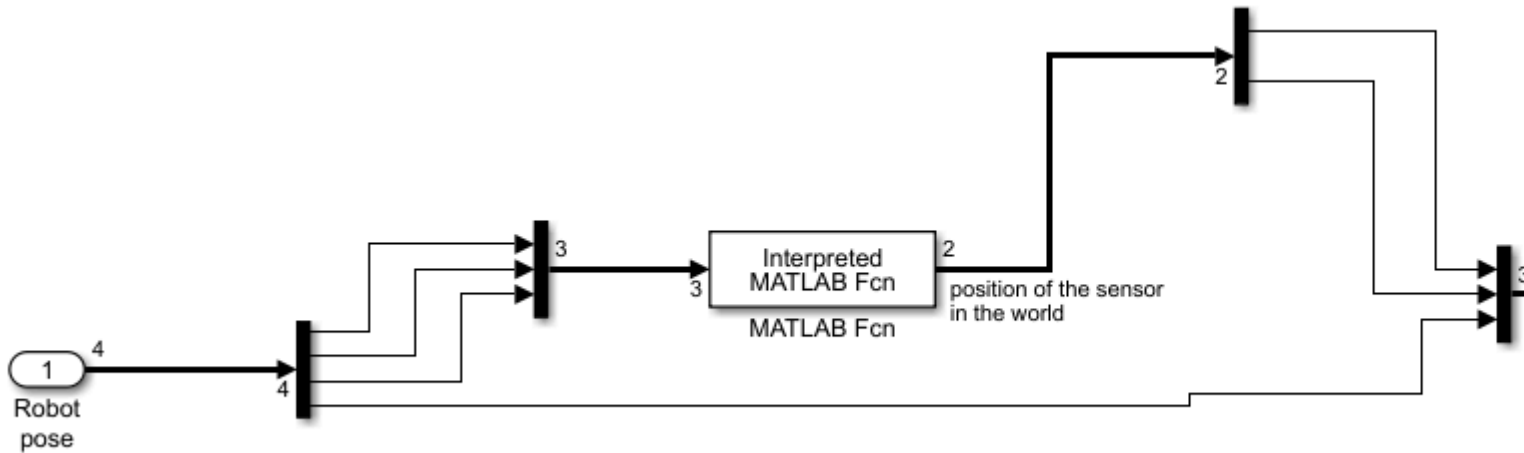 2
3
2
Interpreted
MATLAB Fcn
3
3
position of the sensor
in the world
MATLAB Fcn
4
1
4
Robot
pose